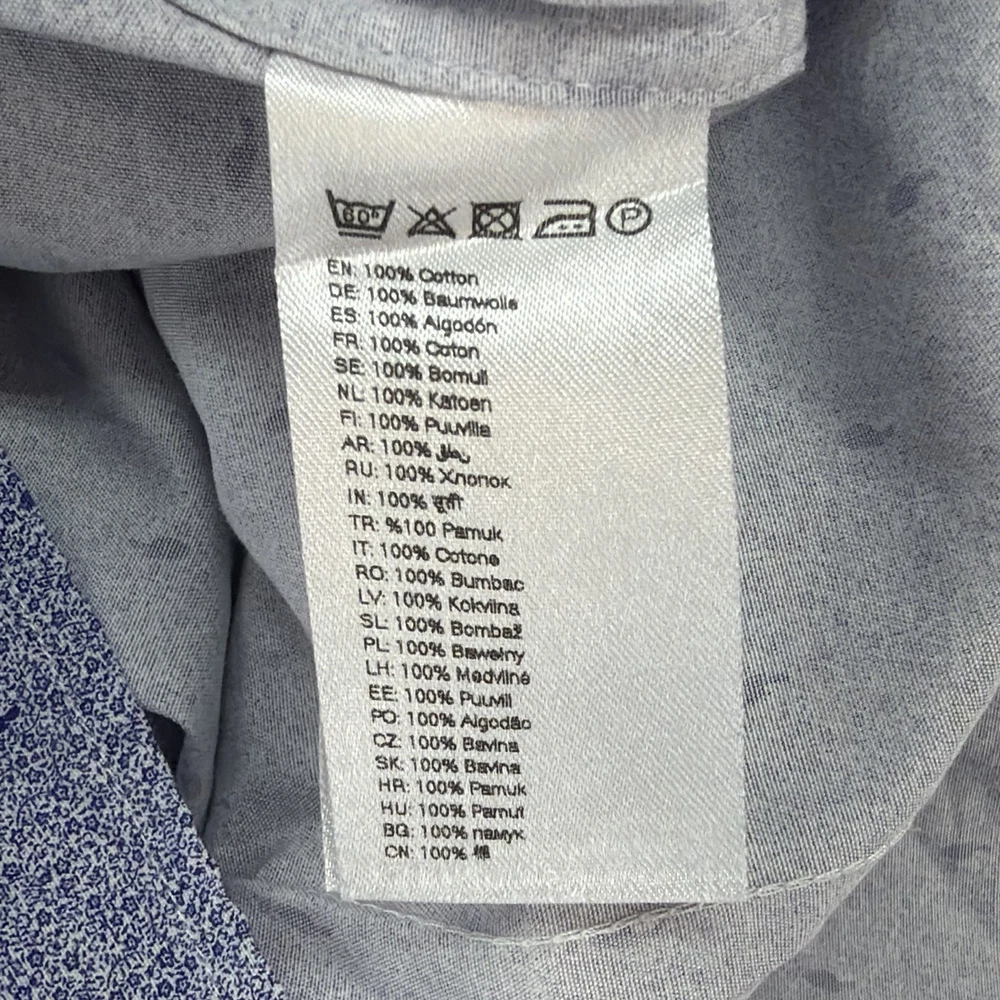 60°
P
EN: 100% Cotton
DE: 100% Baumwolle
ES: 100% Algodón
FR: 100% Coton
SE: 100% Bomull
NL: 100% Katoen
FI: 100% Puuvilla
AR: 100%
RU: 100% Хлопок
IN: 100% सूती
TR: %100 Pamuk
IT: 100% Cotone
RO: 100% Bumbac
LV: 100% Kokvilna
SL: 100% Bombaž
PL: 100% Bawełny
LH: 100% Medvilnė
EE: 100% Puuvill
PO: 100% Algodão
CZ: 100% Bavlna
SK: 100% Bavlna
HR: 100% Pamuk
HU: 100% Pamut
BG: 100% памук
CN: 100% 棉